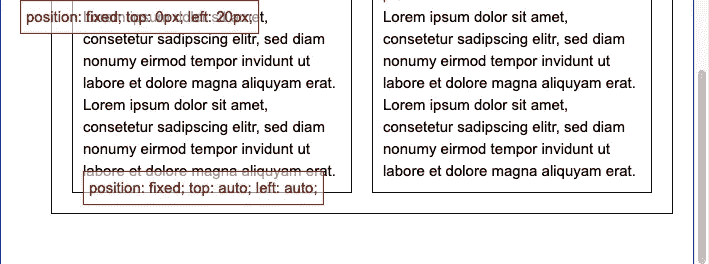 position: fixed; top: 0px; left: 20px;
consetetur sadipscing elitr, sed diam
nonumy eirmod tempor invidunt ut
labore et dolore magna aliquyam erat.
Lorem ipsum dolor sit amet,
consetetur sadipscing elitr, sed diam
nonumy eirmod tempor invidunt ut
labore et dolore magna aliquyam erat.
position: fixed; top: auto; left: auto;
Lorem ipsum dolor sit amet,
consetetur sadipscing elitr, sed diam
nonumy eirmod tempor invidunt ut
labore et dolore magna aliquyam erat.
Lorem ipsum dolor sit amet,
consetetur sadipscing elitr, sed diam
nonumy eirmod tempor invidunt ut
labore et dolore magna aliquyam erat.